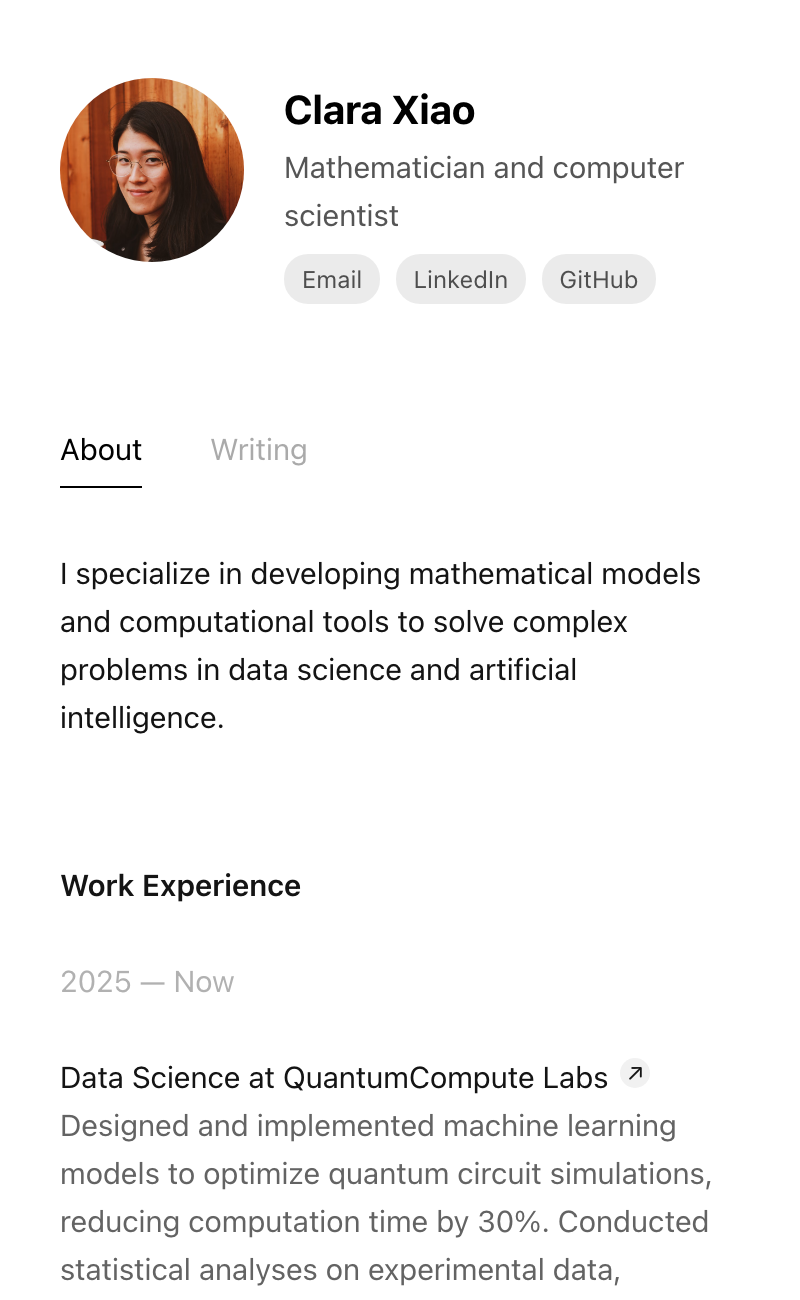 Clara Xiao
Mathematician and computer
scientist
Email LinkedIn GitHub
About Writing
I specialize in developing mathematical models
and computational tools to solve complex
problems in data science and artificial
intelligence.
Work Experience
2025 — Now
Data Science at QuantumCompute Labs
Designed and implemented machine learning
models to optimize quantum circuit simulations,
reducing computation time by 30%. Conducted
statistical analyses on experimental data,